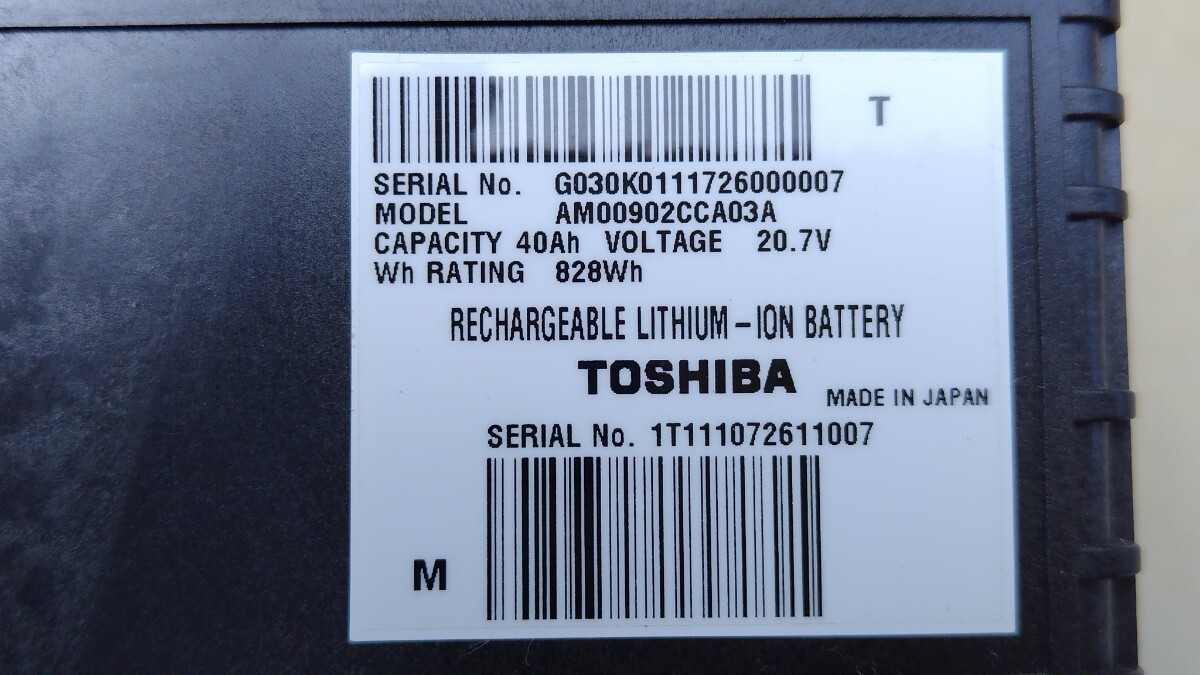 T
SERIAL No. G030K0111726000007
MODEL AM00902CCA03A
CAPACITY 40Ah VOLTAGE 20.7V
Wh RATING 828Wh
RECHARGEABLE LITHIUM-ION BATTERY
TOSHIBA
MADE IN JAPAN
SERIAL No. 1T111072611007
M